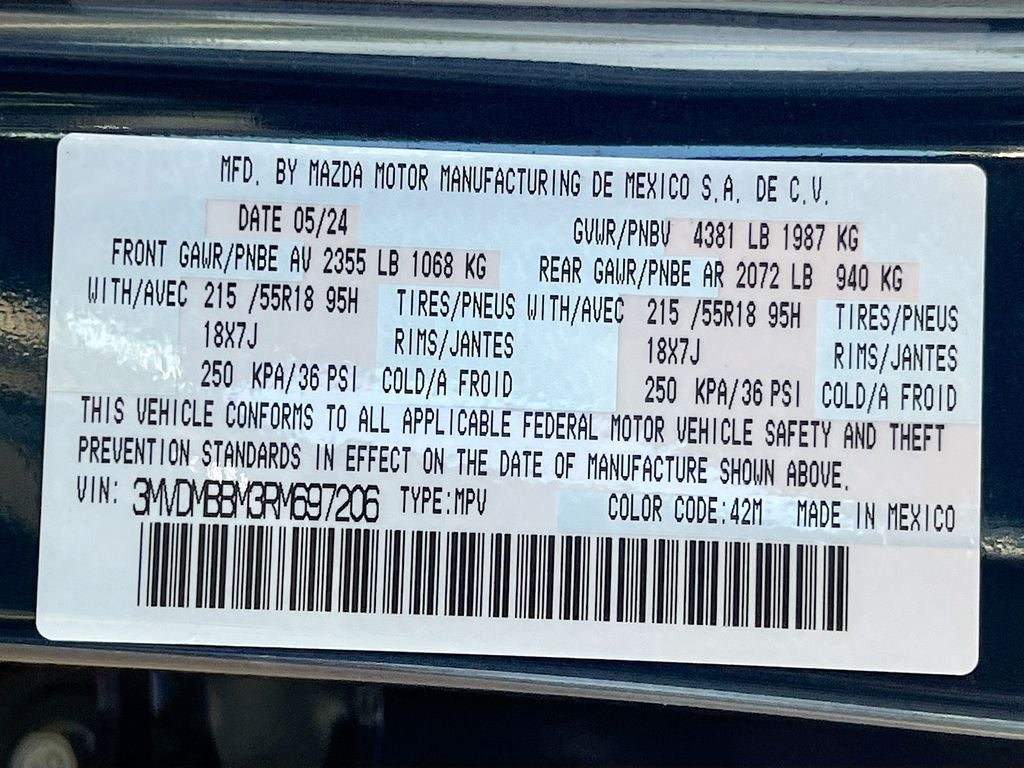 MFD. BY MAZDA MOTOR MANUFACTURING DE MEXICO S.A. DE C.V.
DATE 05/24 GVWR/PNBV 4381 LB 1987 KG
FRONT GAWR/PNBE AV 2355 LB 1068 KG REAR GAWR/PNBE AR 2072 LB 940 KG
WITH/AVEC 215 /55R18 95H TIRES/PNEUS WITH/AVEC 215 /55R18 95H TIRES/PNEUS
18X7J RIMS/JANTES 18X7J RIMS/JANTES
250 KPA/36 PSI COLD/A FROID 250 KPA/36 PSI COLD/A FROID
THIS VEHICLE CONFORMS TO ALL APPLICABLE FEDERAL MOTOR VEHICLE SAFETY AND THEFT
PREVENTION STANDARDS IN EFFECT ON THE DATE OF MANUFACTURE SHOWN ABOVE.
VIN: 3MVDMBBM3RM697206 TYPE:MPV COLOR CODE:42M MADE IN MEXICO